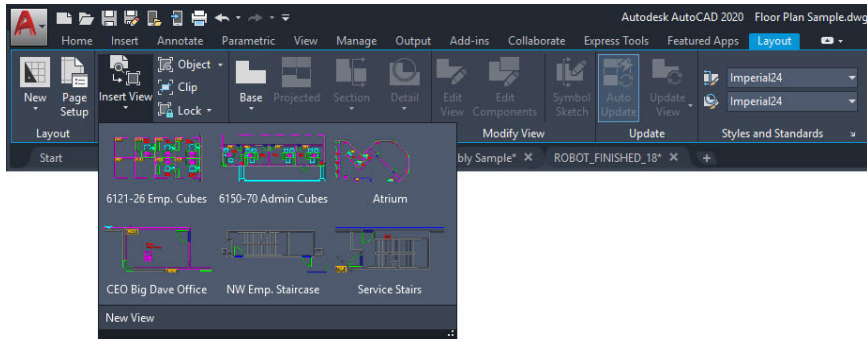 Autodesk AutoCAD 2020 Floor Plan Sample.dwg
Home Insert Annotate Parametric View Manage Output Add-ins Collaborate Express Tools Featured Apps Layout
New Page Setup Insert View Object Clip Lock Base Projected Section Detail Edit View Edit Components Symbol Sketch Auto Update Update View Imperial24
Imperial24
Layout Modify View Update Styles and Standards
Start bly Sample* ROBOT_FINISHED_18*
6121-26 Emp. Cubes 6150-70 Admin Cubes Atrium
CEO Big Dave Office NW Emp. Staircase Service Stairs
New View